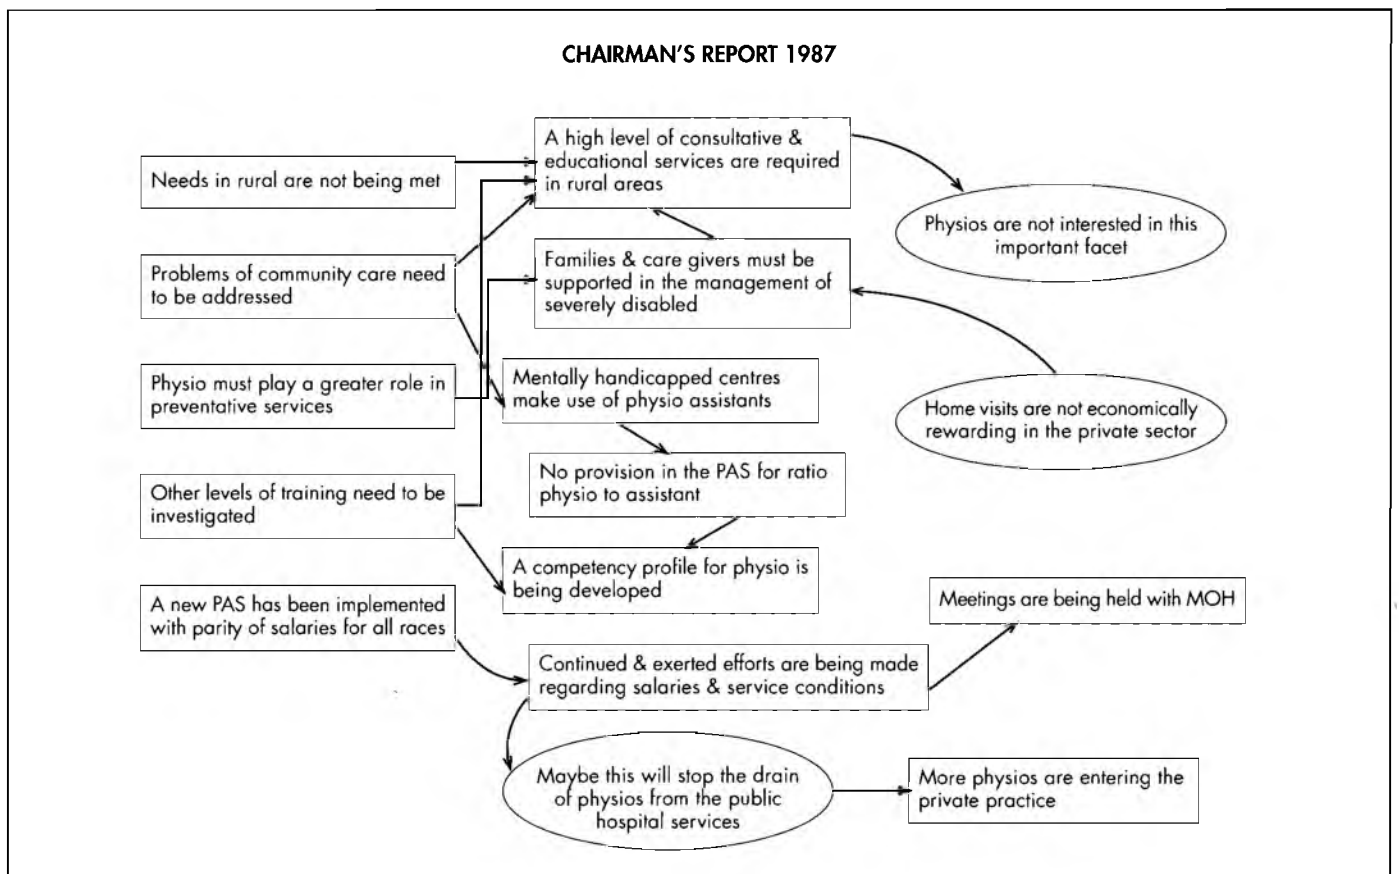 CHAIRMAN'S REPORT 1987
Needs in rural are not being met
Problems of community care need
to be addressed
Physio must play a greater role in
preventative services
Other levels of training need to be
investigated
A new PAS has been implemented
with parity of salaries for all races
A high level of consultative &
educational services are required
in rural areas
Families & care givers must be
supported in the management of
severely disabled
Mentally handicapped centres
make use of physio assistants
No provision in the PAS for ratio
physio to assistant
A competency profile for physio is
being developed
Continued & exerted efforts are being made
regarding salaries & service conditions
Maybe this will stop the drain
of physios from the public
hospital services
Physios are not interested in this
important facet
Home visits are not economically
rewarding in the private sector
Meetings are being held with MOH
More physios are entering the
private practice